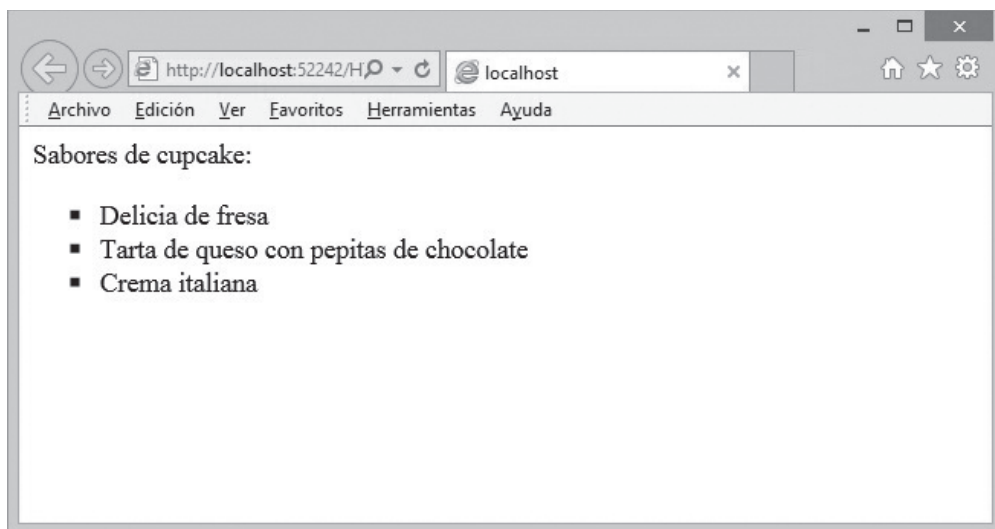 http://localhost:52242/H
localhost
Archivo Edición Ver Favoritos Herramientas Ayuda
Sabores de cupcake:
Delicia de fresa
Tarta de queso con pepitas de chocolate
Crema italiana